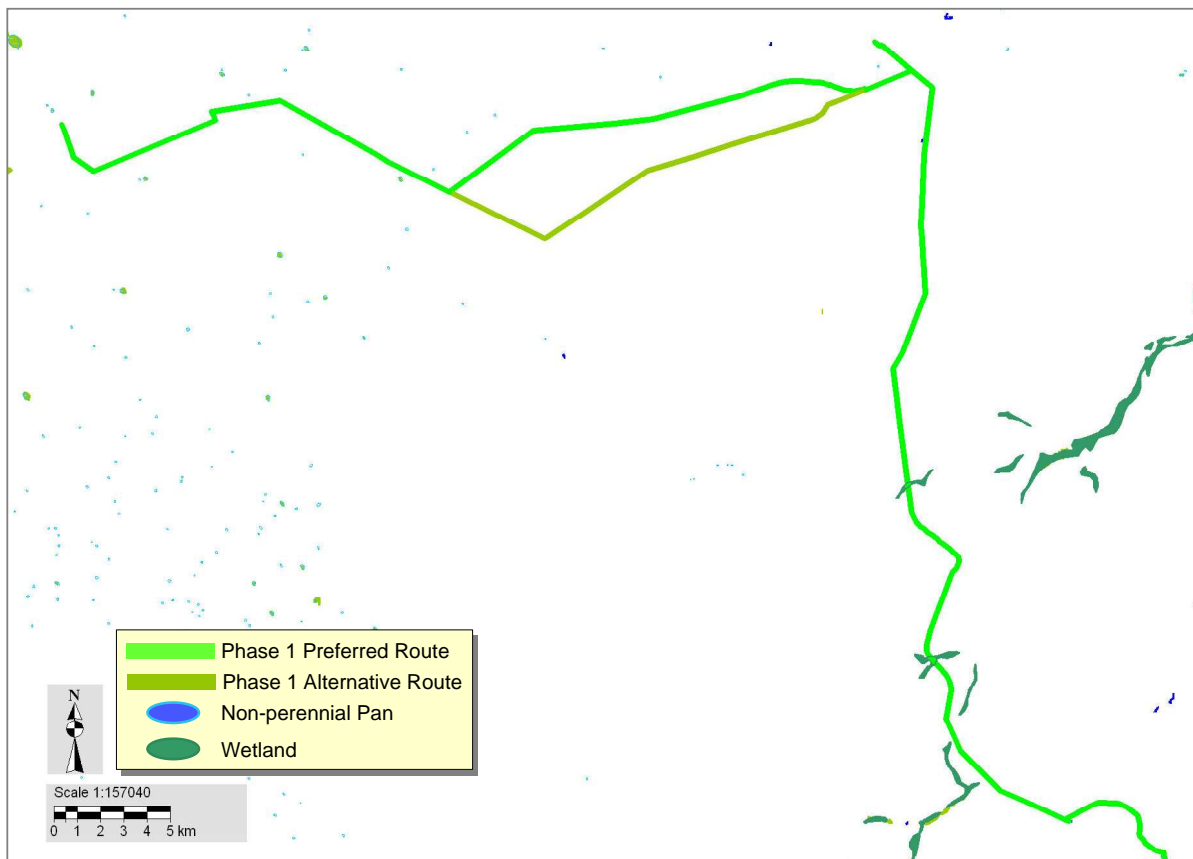 Phase 1 Preferred Route
Phase 1 Alternative Route
Non-perennial Pan
Wetland
N
Scale 1:157040
0 1 2 3 4 5 km